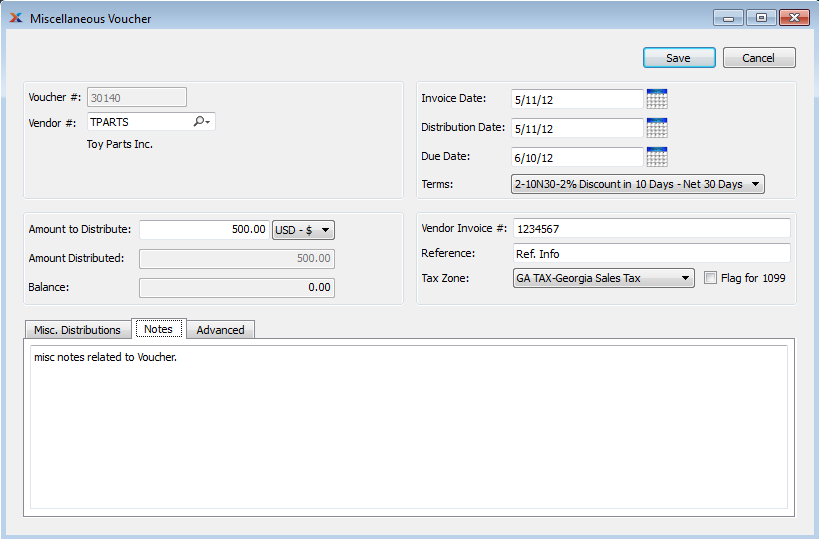 Miscellaneous Voucher
Save Cancel
Voucher #: 30140
Vendor #: TPARTS
Toy Parts Inc.
Invoice Date: 5/11/12
Distribution Date: 5/11/12
Due Date: 6/10/12
Terms: 2-10N30-2% Discount in 10 Days - Net 30 Days
Amount to Distribute: 500.00 USD - $
Amount Distributed: 500.00
Balance: 0.00
Vendor Invoice #: 1234567
Reference: Ref. Info
Tax Zone: GA TAX-Georgia Sales Tax Flag for 1099
Misc. Distributions Notes Advanced
misc notes related to Voucher.